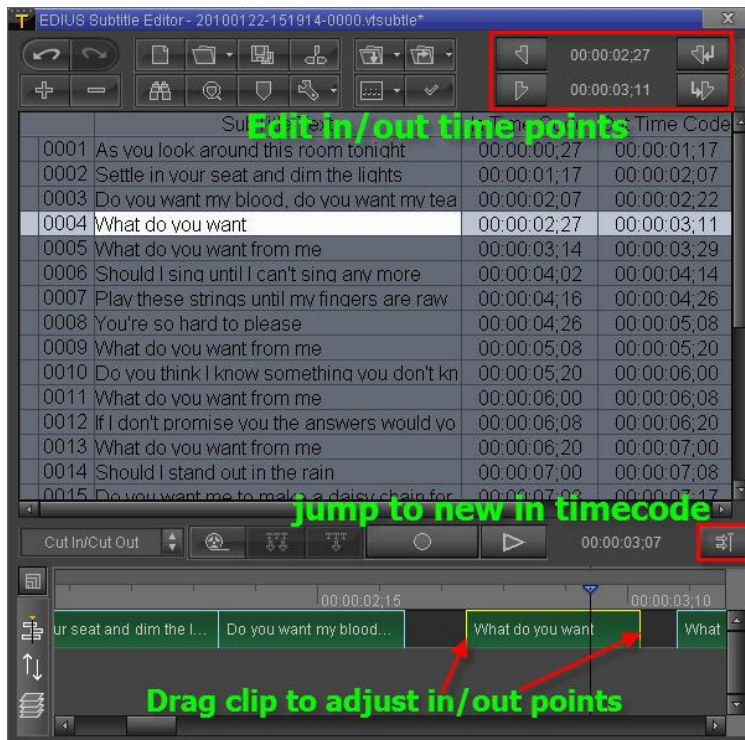 EDIUS Subtitle Editor - 20100122-151914-0000.vtsubtle*
00:00:02;27
00:00:03;11
Edit in/out time points
Time Code
0001 As you look around this room tonight 00:00:00;27 00:00:01;17
0002 Settle in your seat and dim the lights 00:00:01;17 00:00:02;07
0003 Do you want my blood, do you want my tea 00:00:02;07 00:00:02;22
0004 What do you want 00:00:02;27 00:00:03;11
0005 What do you want from me 00:00:03;14 00:00:03;29
0006 Should I sing until I can't sing any more 00:00:04;02 00:00:04;14
0007 Play these strings until my fingers are raw 00:00:04;16 00:00:04;26
0008 You're so hard to please 00:00:04;26 00:00:05;08
0009 What do you want from me 00:00:05;08 00:00:05;20
0010 Do you think I know something you don't kn 00:00:05;20 00:00:06;00
0011 What do you want from me 00:00:06;00 00:00:06;08
0012 If I don't promise you the answers would yo 00:00:06;08 00:00:06;20
0013 What do you want from me 00:00:06;20 00:00:07;00
0014 Should I stand out in the rain 00:00:07;00 00:00:07;08
0015 Do you want me to make a daisy chain for
jump to new in timecode
Cut In/Cut Out 00:00:03;07
00:00:02;15 00:00:03;10
ur seat and dim the l... Do you want my blood... What do you want What
Drag clip to adjust in/out points